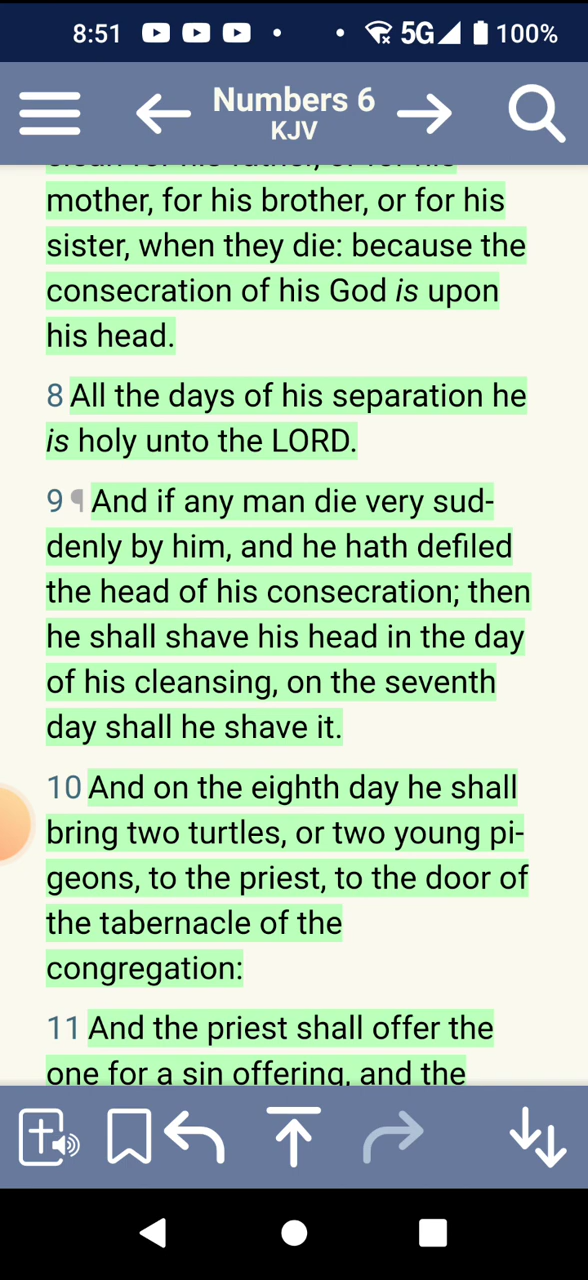 8:51 5G 100%
Numbers 6
KJV
mother, for his brother, or for his
sister, when they die: because the
consecration of his God is upon
his head.
8 All the days of his separation he
is holy unto the LORD.
9 ¶ And if any man die very sud-
denly by him, and he hath defiled
the head of his consecration; then
he shall shave his head in the day
of his cleansing, on the seventh
day shall he shave it.
10 And on the eighth day he shall
bring two turtles, or two young pi-
geons, to the priest, to the door of
the tabernacle of the
congregation:
11 And the priest shall offer the
one for a sin offering, and the